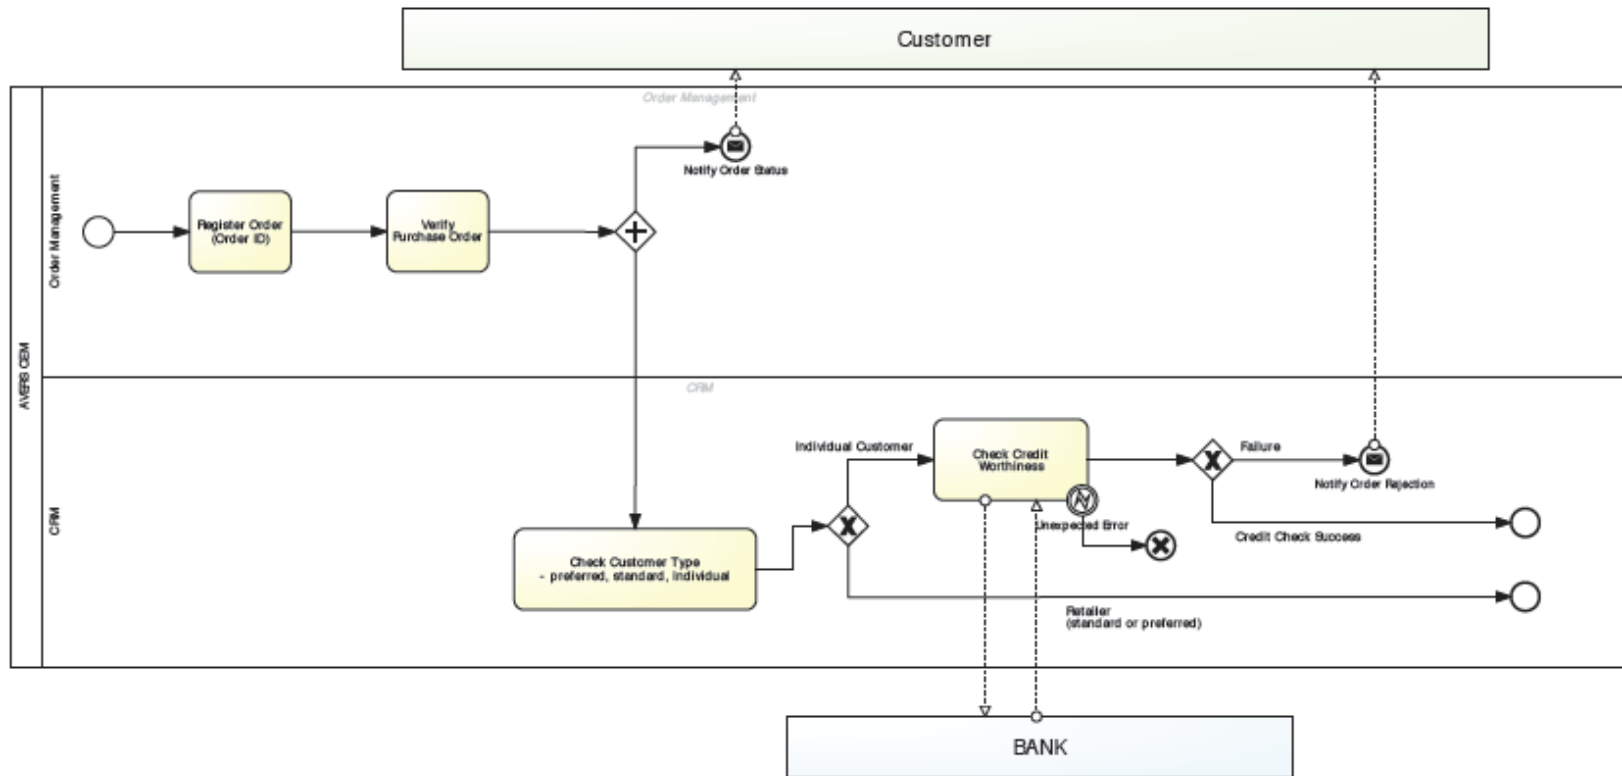 Customer
Order Management
Notify Order Status
Order Management
Register Order
(Order ID)
Verify
Purchase Order
AVERS OEM
CRM
CRM
Individual Customer
Check Credit
Worthiness
Failure
Notify Order Rejection
Unexpected Error
Credit Check Success
Check Customer Type
- preferred, standard, individual
Retailer
(standard or preferred)
BANK